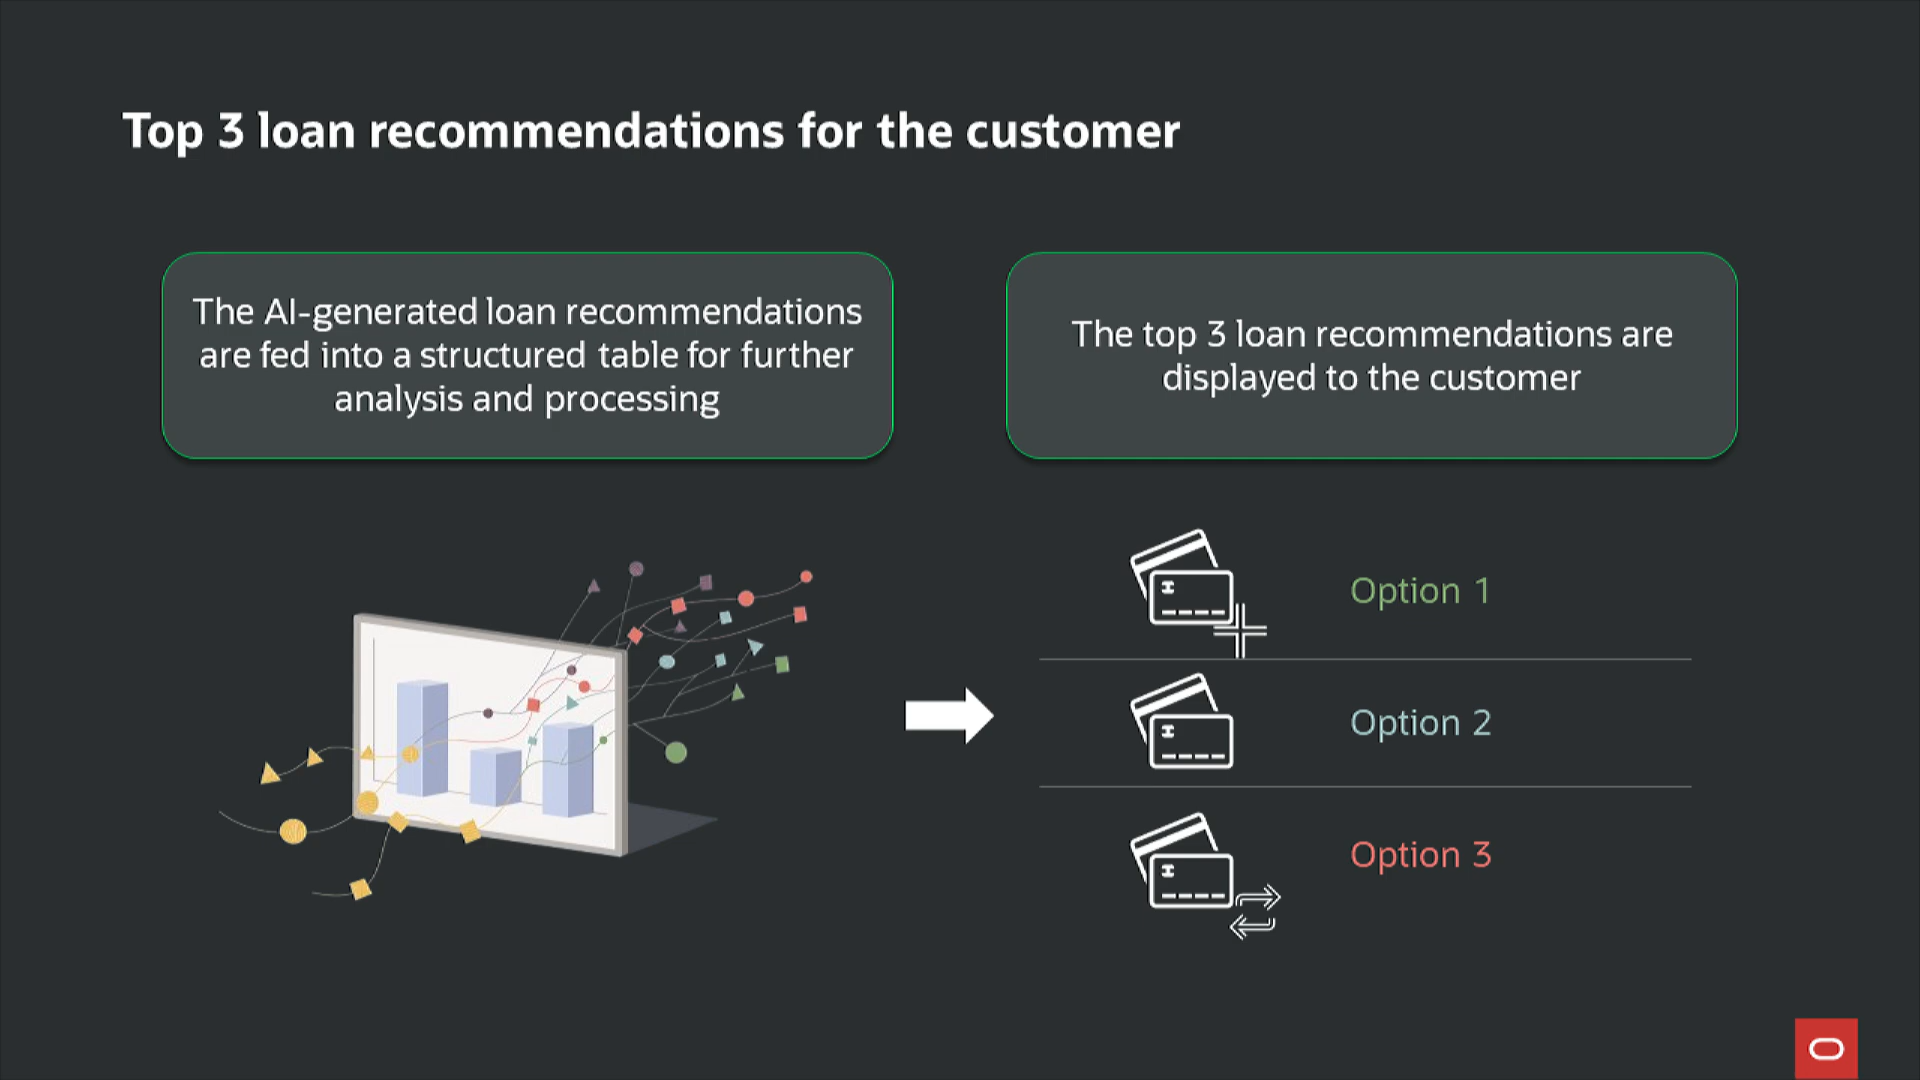 Top 3 loan recommendations for the customer
The AI-generated loan recommendations
are fed into a structured table for further
analysis and processing
The top 3 loan recommendations are
displayed to the customer
Option 1
Option 2
Option 3